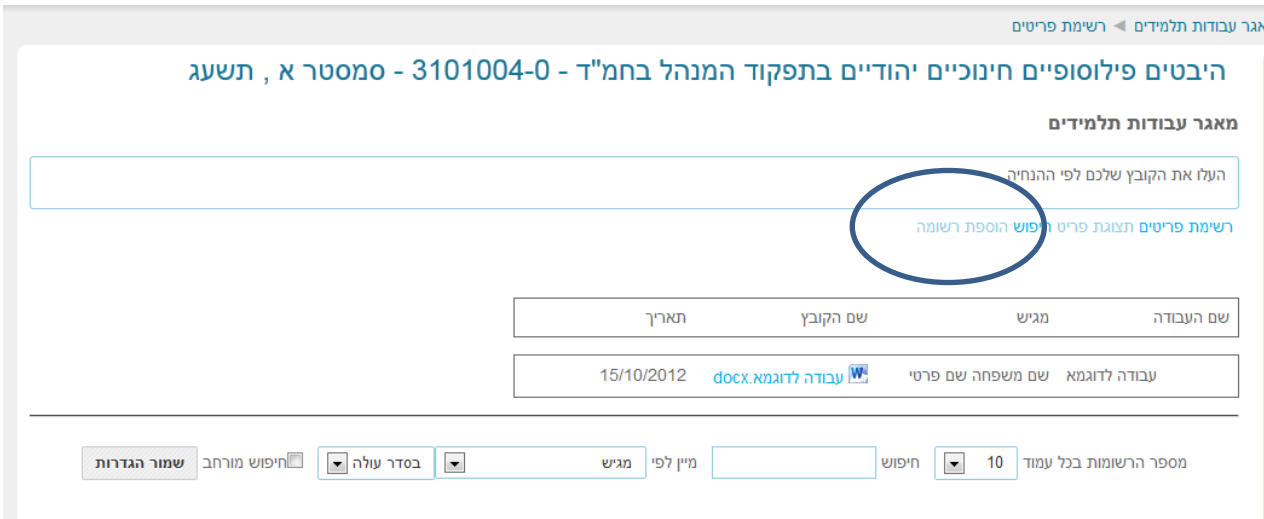 אגר עבודות תלמידים ◄ רשימת פריטים
היבטים פילוסופיים חינוכיים יהודיים בתפקוד המנהל בחמ"ד - 3101004-0 - סמסטר א , תשעג
מאגר עבודות תלמידים
העלו את הקובץ שלכם לפי ההנחיה
רשימת פריטים תצוגת פריט חיפוש הוספת רשומה
שם העבודה מגיש שם הקובץ תאריך
עבודה לדוגמא שם משפחה שם פרטי עבודה לדוגמא.docx 15/10/2012
מספר הרשומות בכל עמוד 10 חיפוש מיין לפי מגיש בסדר עולה חיפוש מורחב שמור הגדרות